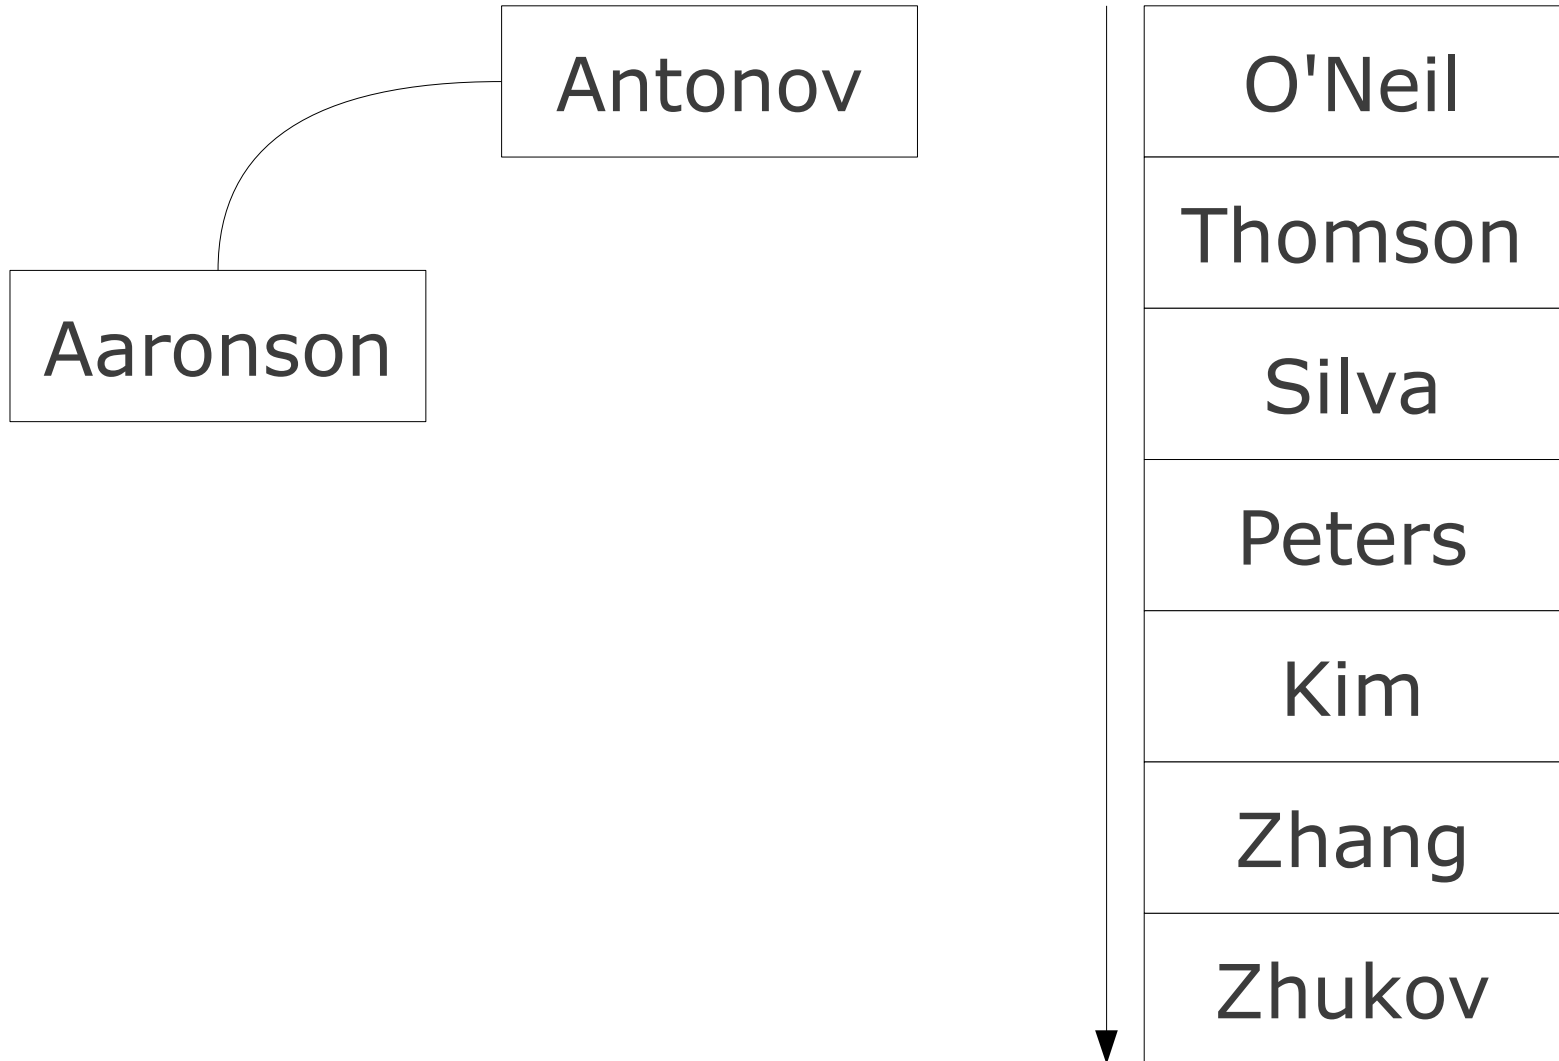 Antonov
Aaronson
O'Neil
Thomson
Silva
Peters
Kim
Zhang
Zhukov